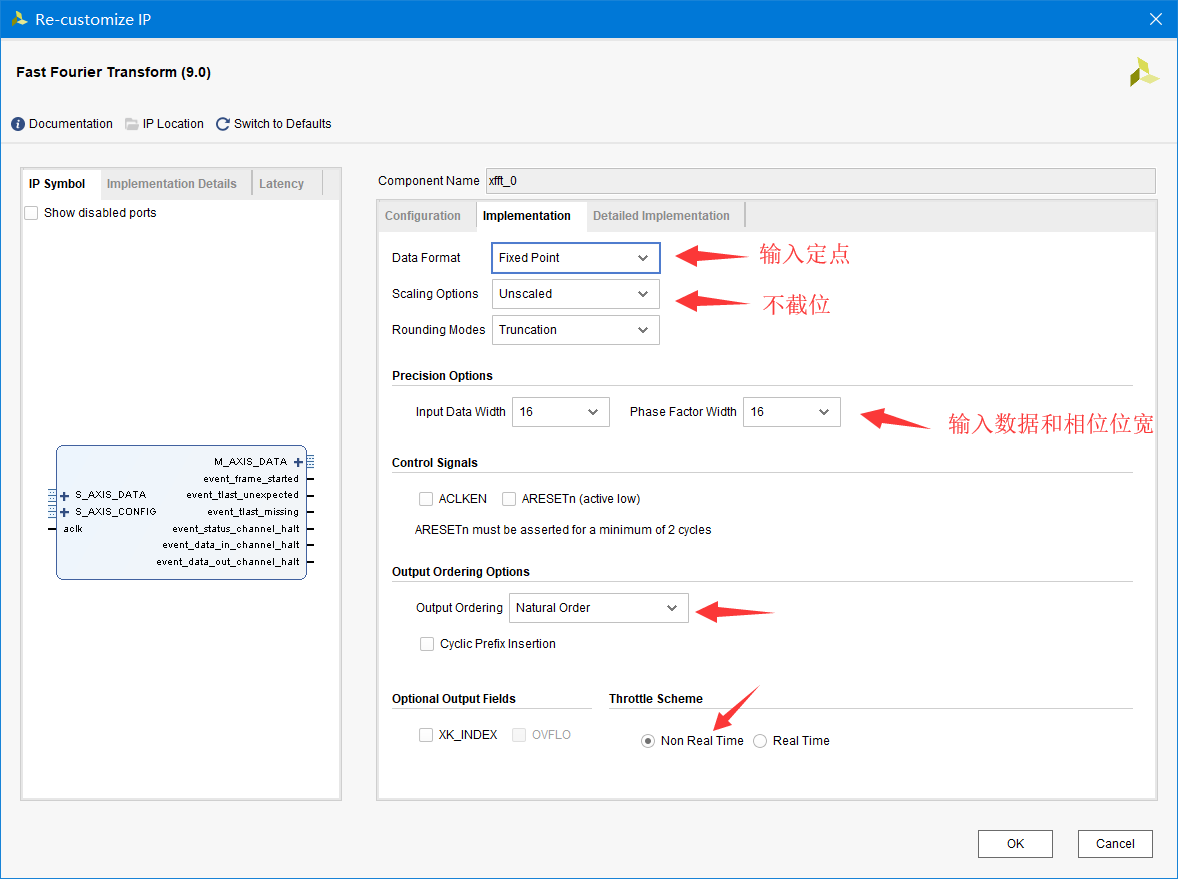 Re-customize IP
Fast Fourier Transform (9.0)
Documentation IP Location Switch to Defaults
IP Symbol Implementation Details Latency
Show disabled ports
M_AXIS_DATA
event_frame_started
S_AXIS_DATA event_tlast_unexpected
S_AXIS_CONFIG event_tlast_missing
aclk event_status_channel_halt
event_data_in_channel_halt
event_data_out_channel_halt
Component Name xfft_0
Configuration Implementation Detailed Implementation
Data Format Fixed Point 输入定点
Scaling Options Unscaled 不截位
Rounding Modes Truncation
Precision Options
Input Data Width 16 Phase Factor Width 16 输入数据和相位位宽
Control Signals
ACLKEN ARESETn (active low)
ARESETn must be asserted for a minimum of 2 cycles
Output Ordering Options
Output Ordering Natural Order
Cyclic Prefix Insertion
Optional Output Fields Throttle Scheme
XK_INDEX OVFLO Non Real Time Real Time
OK Cancel